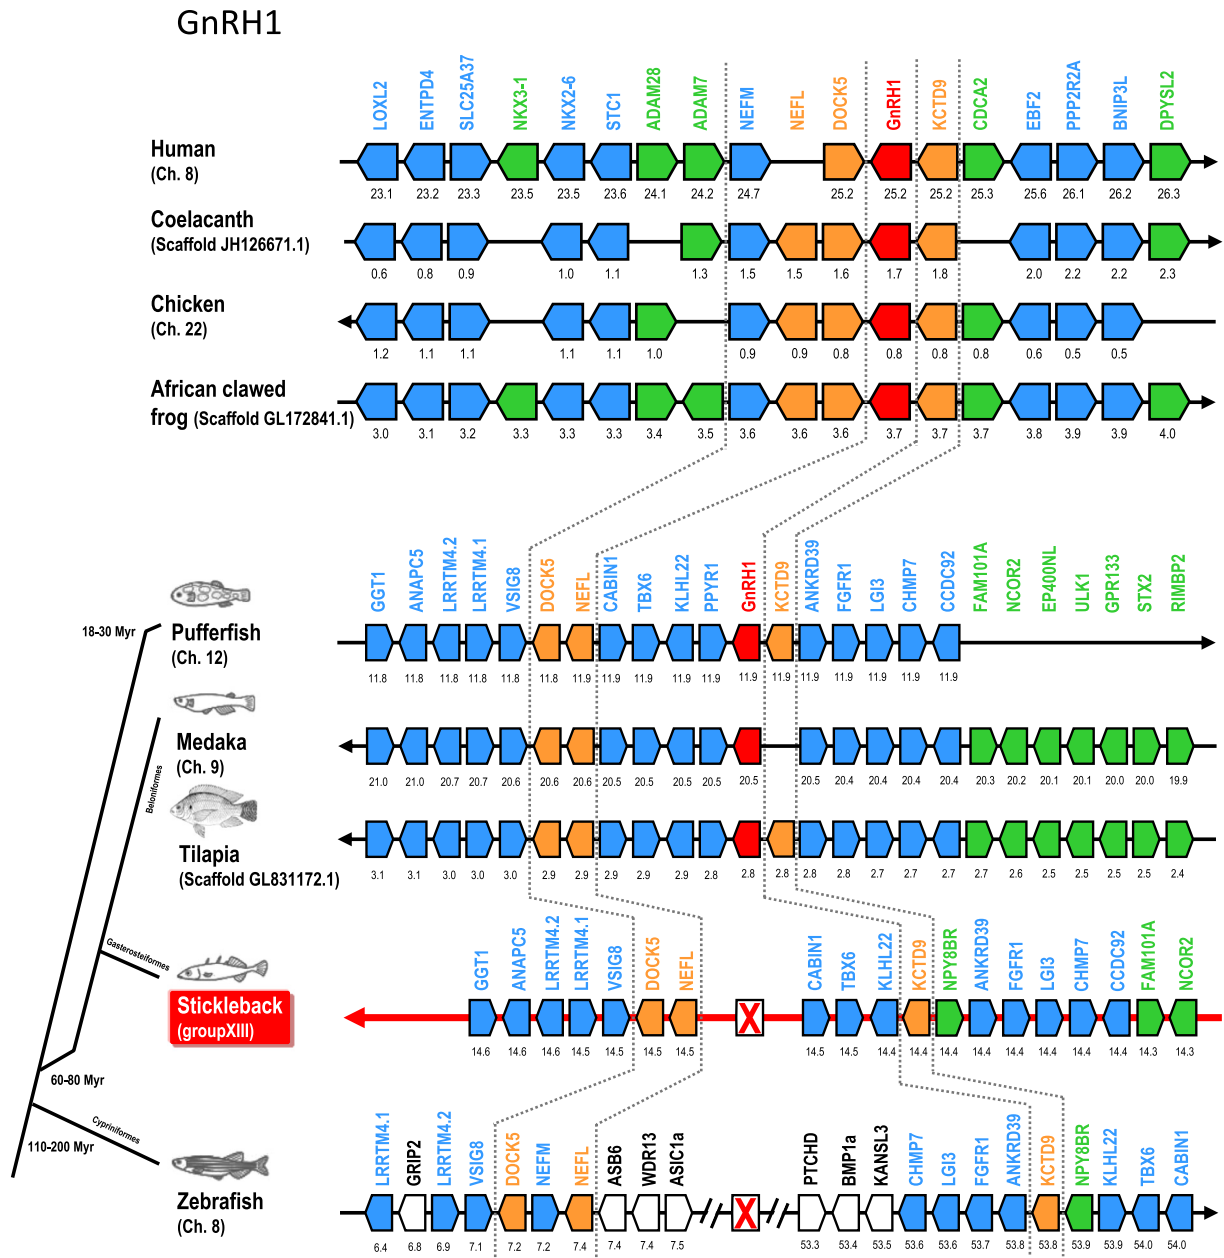 GnRH1
LOXL2 ENTPD4 SLC25A37 NKX3-1 NKX2-6 STC1 ADAM28 ADAM7 NEFM NEFL DOCK5 GnRH1 KCTD9 CDCA2 EBF2 PPP2R2A BNIP3L DPYSL2
Human
(Ch. 8)
23.1 23.2 23.3 23.5 23.5 23.6 24.1 24.2 24.7 25.2 25.2 25.2 25.3 25.6 26.1 26.2 26.3
Coelacanth
(Scaffold JH126671.1)
0.6 0.8 0.9 1.0 1.1 1.3 1.5 1.5 1.6 1.7 1.8 2.0 2.2 2.2 2.3
Chicken
(Ch. 22)
1.2 1.1 1.1 1.1 1.1 1.0 0.9 0.9 0.8 0.8 0.8 0.8 0.6 0.5 0.5
African clawed
frog (Scaffold GL172841.1)
3.0 3.1 3.2 3.3 3.3 3.3 3.4 3.5 3.6 3.6 3.6 3.7 3.7 3.7 3.8 3.9 3.9 4.0
GGT1 ANAPC5 LRRTM4.2 LRRTM4.1 VSIG8 DOCK5 NEFL CABIN1 TBX6 KLHL22 PPYR1 GnRH1 KCTD9 ANKRD39 FGFR1 LGI3 CHMP7 CCDC92 FAM101A NCOR2 EP400NL ULK1 GPR133 STX2 RIMBP2
18-30 Myr
Pufferfish
(Ch. 12)
11.8 11.8 11.8 11.8 11.8 11.8 11.9 11.9 11.9 11.9 11.9 11.9 11.9 11.9 11.9 11.9 11.9 11.9
Medaka
(Ch. 9)
21.0 21.0 20.7 20.7 20.6 20.6 20.6 20.5 20.5 20.5 20.5 20.5 20.5 20.4 20.4 20.4 20.4 20.3 20.2 20.1 20.1 20.0 20.0 19.9
Beloniformes
Tilapia
(Scaffold GL831172.1)
3.1 3.1 3.0 3.0 3.0 2.9 2.9 2.9 2.9 2.9 2.8 2.8 2.8 2.8 2.8 2.7 2.7 2.7 2.7 2.6 2.5 2.5 2.5 2.5 2.4
GGT1 ANAPC5 LRRTM4.2 LRRTM4.1 VSIG8 DOCK5 NEFL CABIN1 TBX6 KLHL22 KCTD9 NPY8BR ANKRD39 FGFR1 LGI3 CHMP7 CCDC92 FAM101A NCOR2
Gasterosteiformes
Stickleback
(groupXIII)
X
14.6 14.6 14.6 14.5 14.5 14.5 14.5 14.5 14.5 14.4 14.4 14.4 14.4 14.4 14.4 14.4 14.4 14.3 14.3
60-80 Myr
Cypriniformes
110-200 Myr
LRRTM4.1 GRIP2 LRRTM4.2 VSIG8 DOCK5 NEFM NEFL ASB6 WDR13 ASIC1a PTCHD BMP1a KANSL3 CHMP7 LGI3 FGFR1 ANKRD39 KCTD9 NPY8BR KLHL22 TBX6 CABIN1
Zebrafish
(Ch. 8)
X
6.4 6.8 6.9 7.1 7.2 7.2 7.4 7.4 7.4 7.5 53.3 53.4 53.5 53.6 53.6 53.7 53.8 53.8 53.9 53.9 54.0 54.0